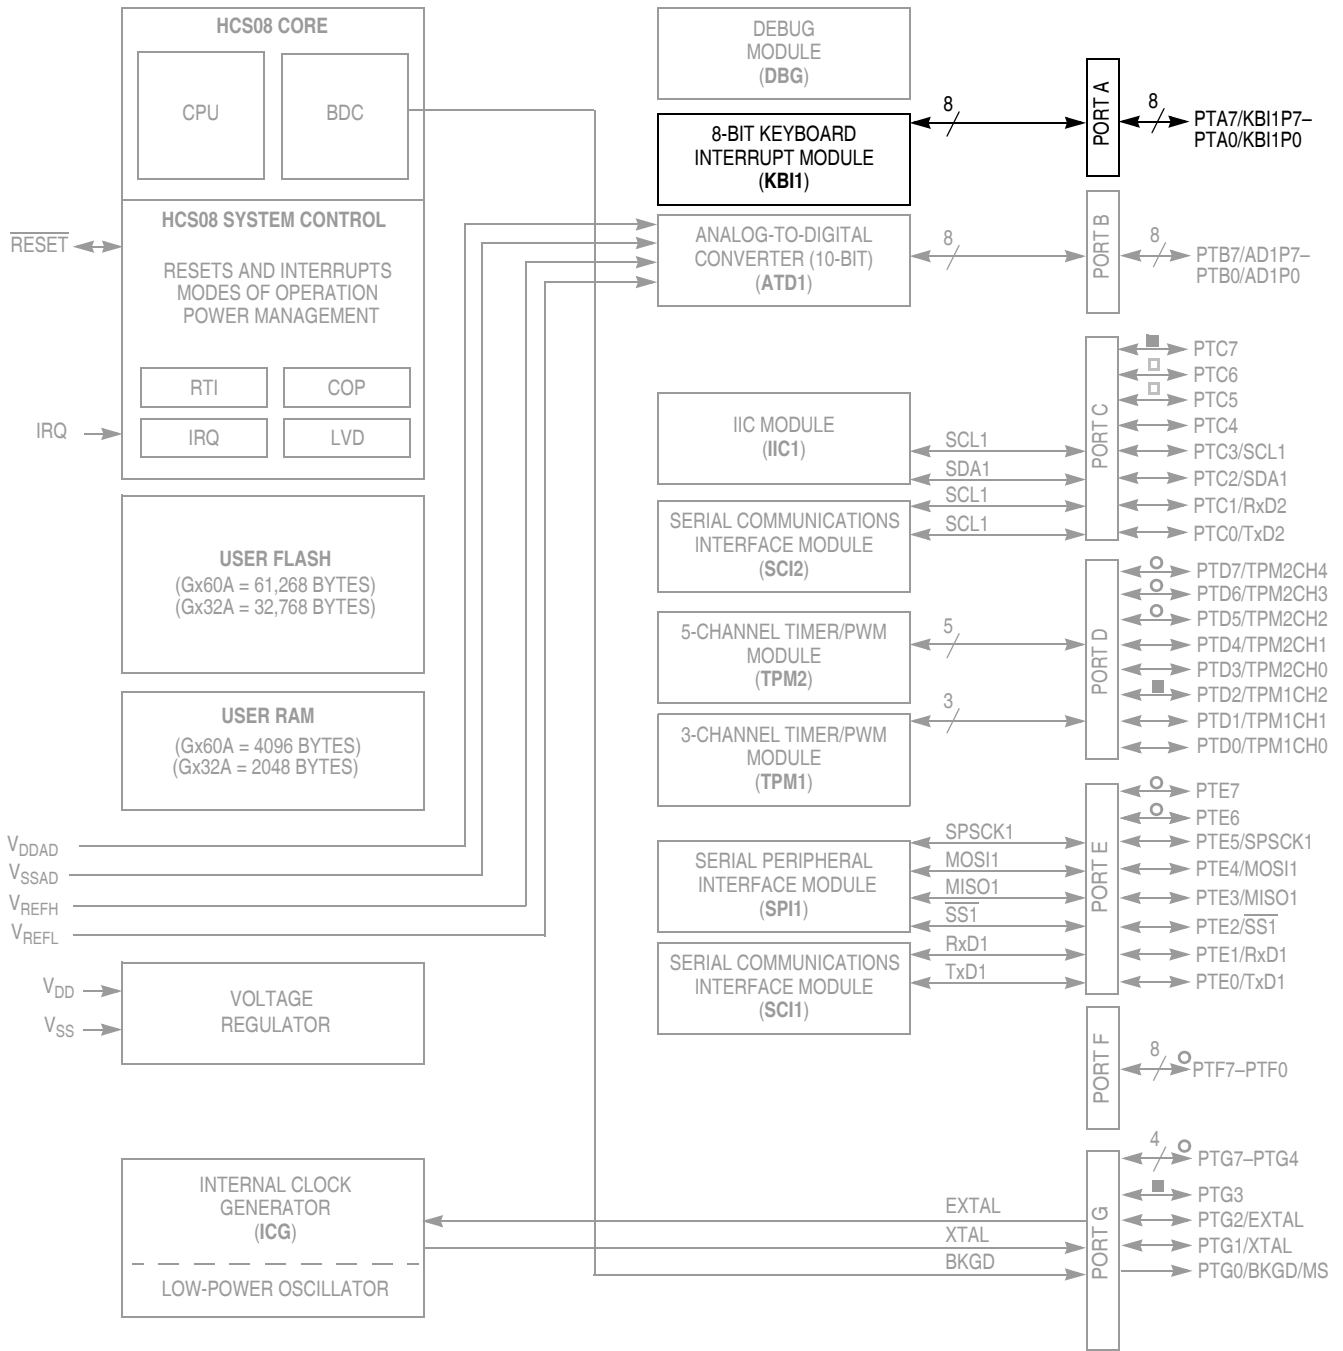 HCS08 CORE
CPU
BDC
HCS08 SYSTEM CONTROL
RESETS AND INTERRUPTS
MODES OF OPERATION
POWER MANAGEMENT
RTI
COP
IRQ
LVD
RESET
IRQ
USER FLASH
(Gx60A = 61,268 BYTES)
(Gx32A = 32,768 BYTES)
USER RAM
(Gx60A = 4096 BYTES)
(Gx32A = 2048 BYTES)
VDDAD
VSSAD
VREFH
VREFL
VDD
VSS
VOLTAGE
REGULATOR
INTERNAL CLOCK
GENERATOR
(ICG)
LOW-POWER OSCILLATOR
DEBUG
MODULE
(DBG)
8-BIT KEYBOARD
INTERRUPT MODULE
(KBI1)
8
ANALOG-TO-DIGITAL
CONVERTER (10-BIT)
(ATD1)
8
IIC MODULE
(IIC1)
SCL1
SDA1
SERIAL COMMUNICATIONS
INTERFACE MODULE
(SCI2)
SCL1
SCL1
5-CHANNEL TIMER/PWM
MODULE
(TPM2)
5
3-CHANNEL TIMER/PWM
MODULE
(TPM1)
3
SERIAL PERIPHERAL
INTERFACE MODULE
(SPI1)
SPSCK1
MOSI1
MISO1
SS1
SERIAL COMMUNICATIONS
INTERFACE MODULE
(SCI1)
RxD1
TxD1
EXTAL
XTAL
BKGD
PORT A
8
PTA7/KBI1P7–
PTA0/KBI1P0
PORT B
8
PTB7/AD1P7–
PTB0/AD1P0
PORT C
PTC7
PTC6
PTC5
PTC4
PTC3/SCL1
PTC2/SDA1
PTC1/RxD2
PTC0/TxD2
PORT D
PTD7/TPM2CH4
PTD6/TPM2CH3
PTD5/TPM2CH2
PTD4/TPM2CH1
PTD3/TPM2CH0
PTD2/TPM1CH2
PTD1/TPM1CH1
PTD0/TPM1CH0
PORT E
PTE7
PTE6
PTE5/SPSCK1
PTE4/MOSI1
PTE3/MISO1
PTE2/SS1
PTE1/RxD1
PTE0/TxD1
PORT F
8
PTF7–PTF0
PORT G
4
PTG7–PTG4
PTG3
PTG2/EXTAL
PTG1/XTAL
PTG0/BKGD/MS